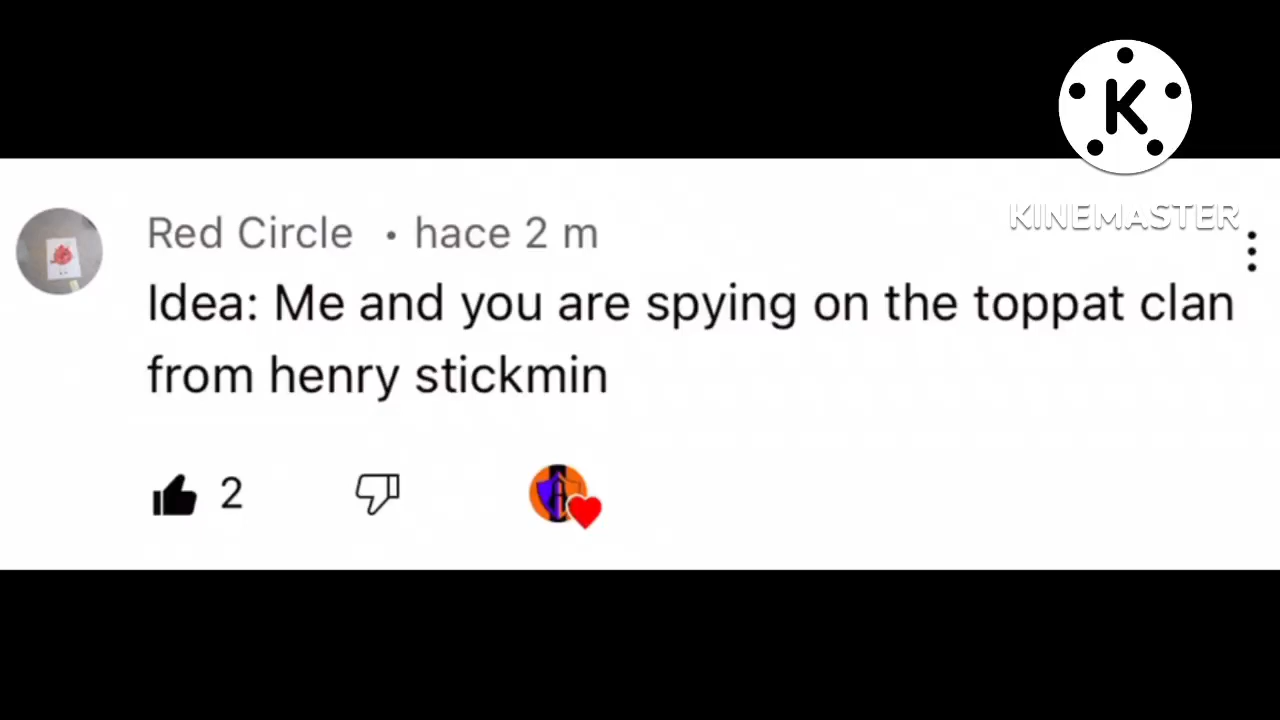 K
KINEMASTER
Red Circle • hace 2 m
Idea: Me and you are spying on the toppat clan
from henry stickmin
2